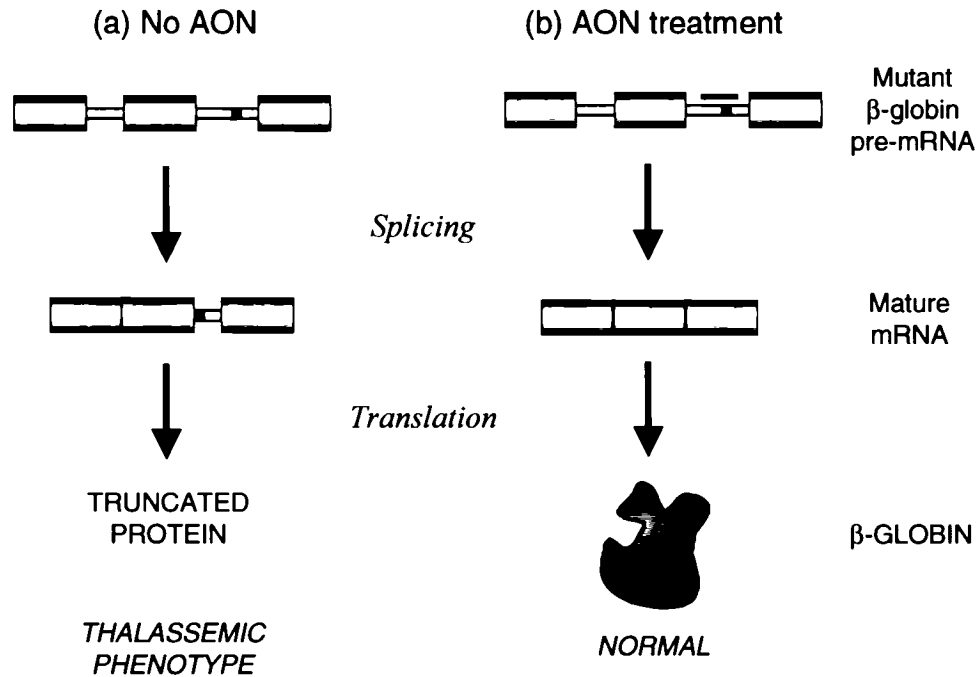 (a) No AON
(b) AON treatment
Mutant
β-globin
pre-mRNA
Splicing
Mature
mRNA
Translation
TRUNCATED
PROTEIN
β-GLOBIN
THALASSEMIC
PHENOTYPE
NORMAL